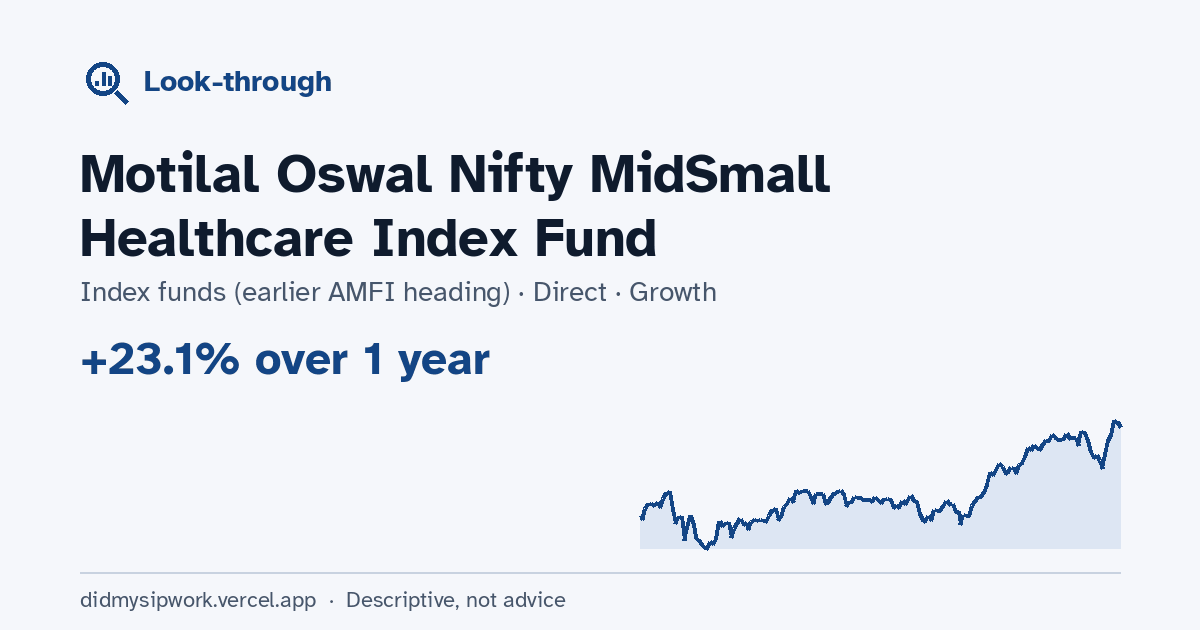 Look-through
Motilal Oswal Nifty MidSmall
Healthcare Index Fund
Index funds (earlier AMFI heading) · Direct · Growth
+23.1% over 1 year
didmysipwork.vercel.app · Descriptive, not advice